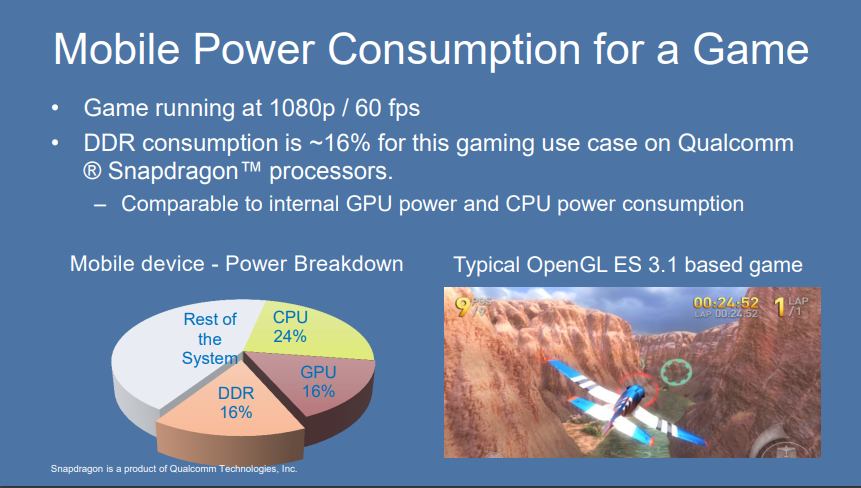 Mobile Power Consumption for a Game
• Game running at 1080p / 60 fps
• DDR consumption is ~16% for this gaming use case on Qualcomm
® Snapdragon™ processors.
– Comparable to internal GPU power and CPU power consumption
Mobile device - Power Breakdown
Rest of
the
System
CPU
24%
GPU
16%
DDR
16%
Typical OpenGL ES 3.1 based game
9 POS
/9
00:24:52
LAP 00:24:52
1 LAP
/1
Snapdragon is a product of Qualcomm Technologies, Inc.